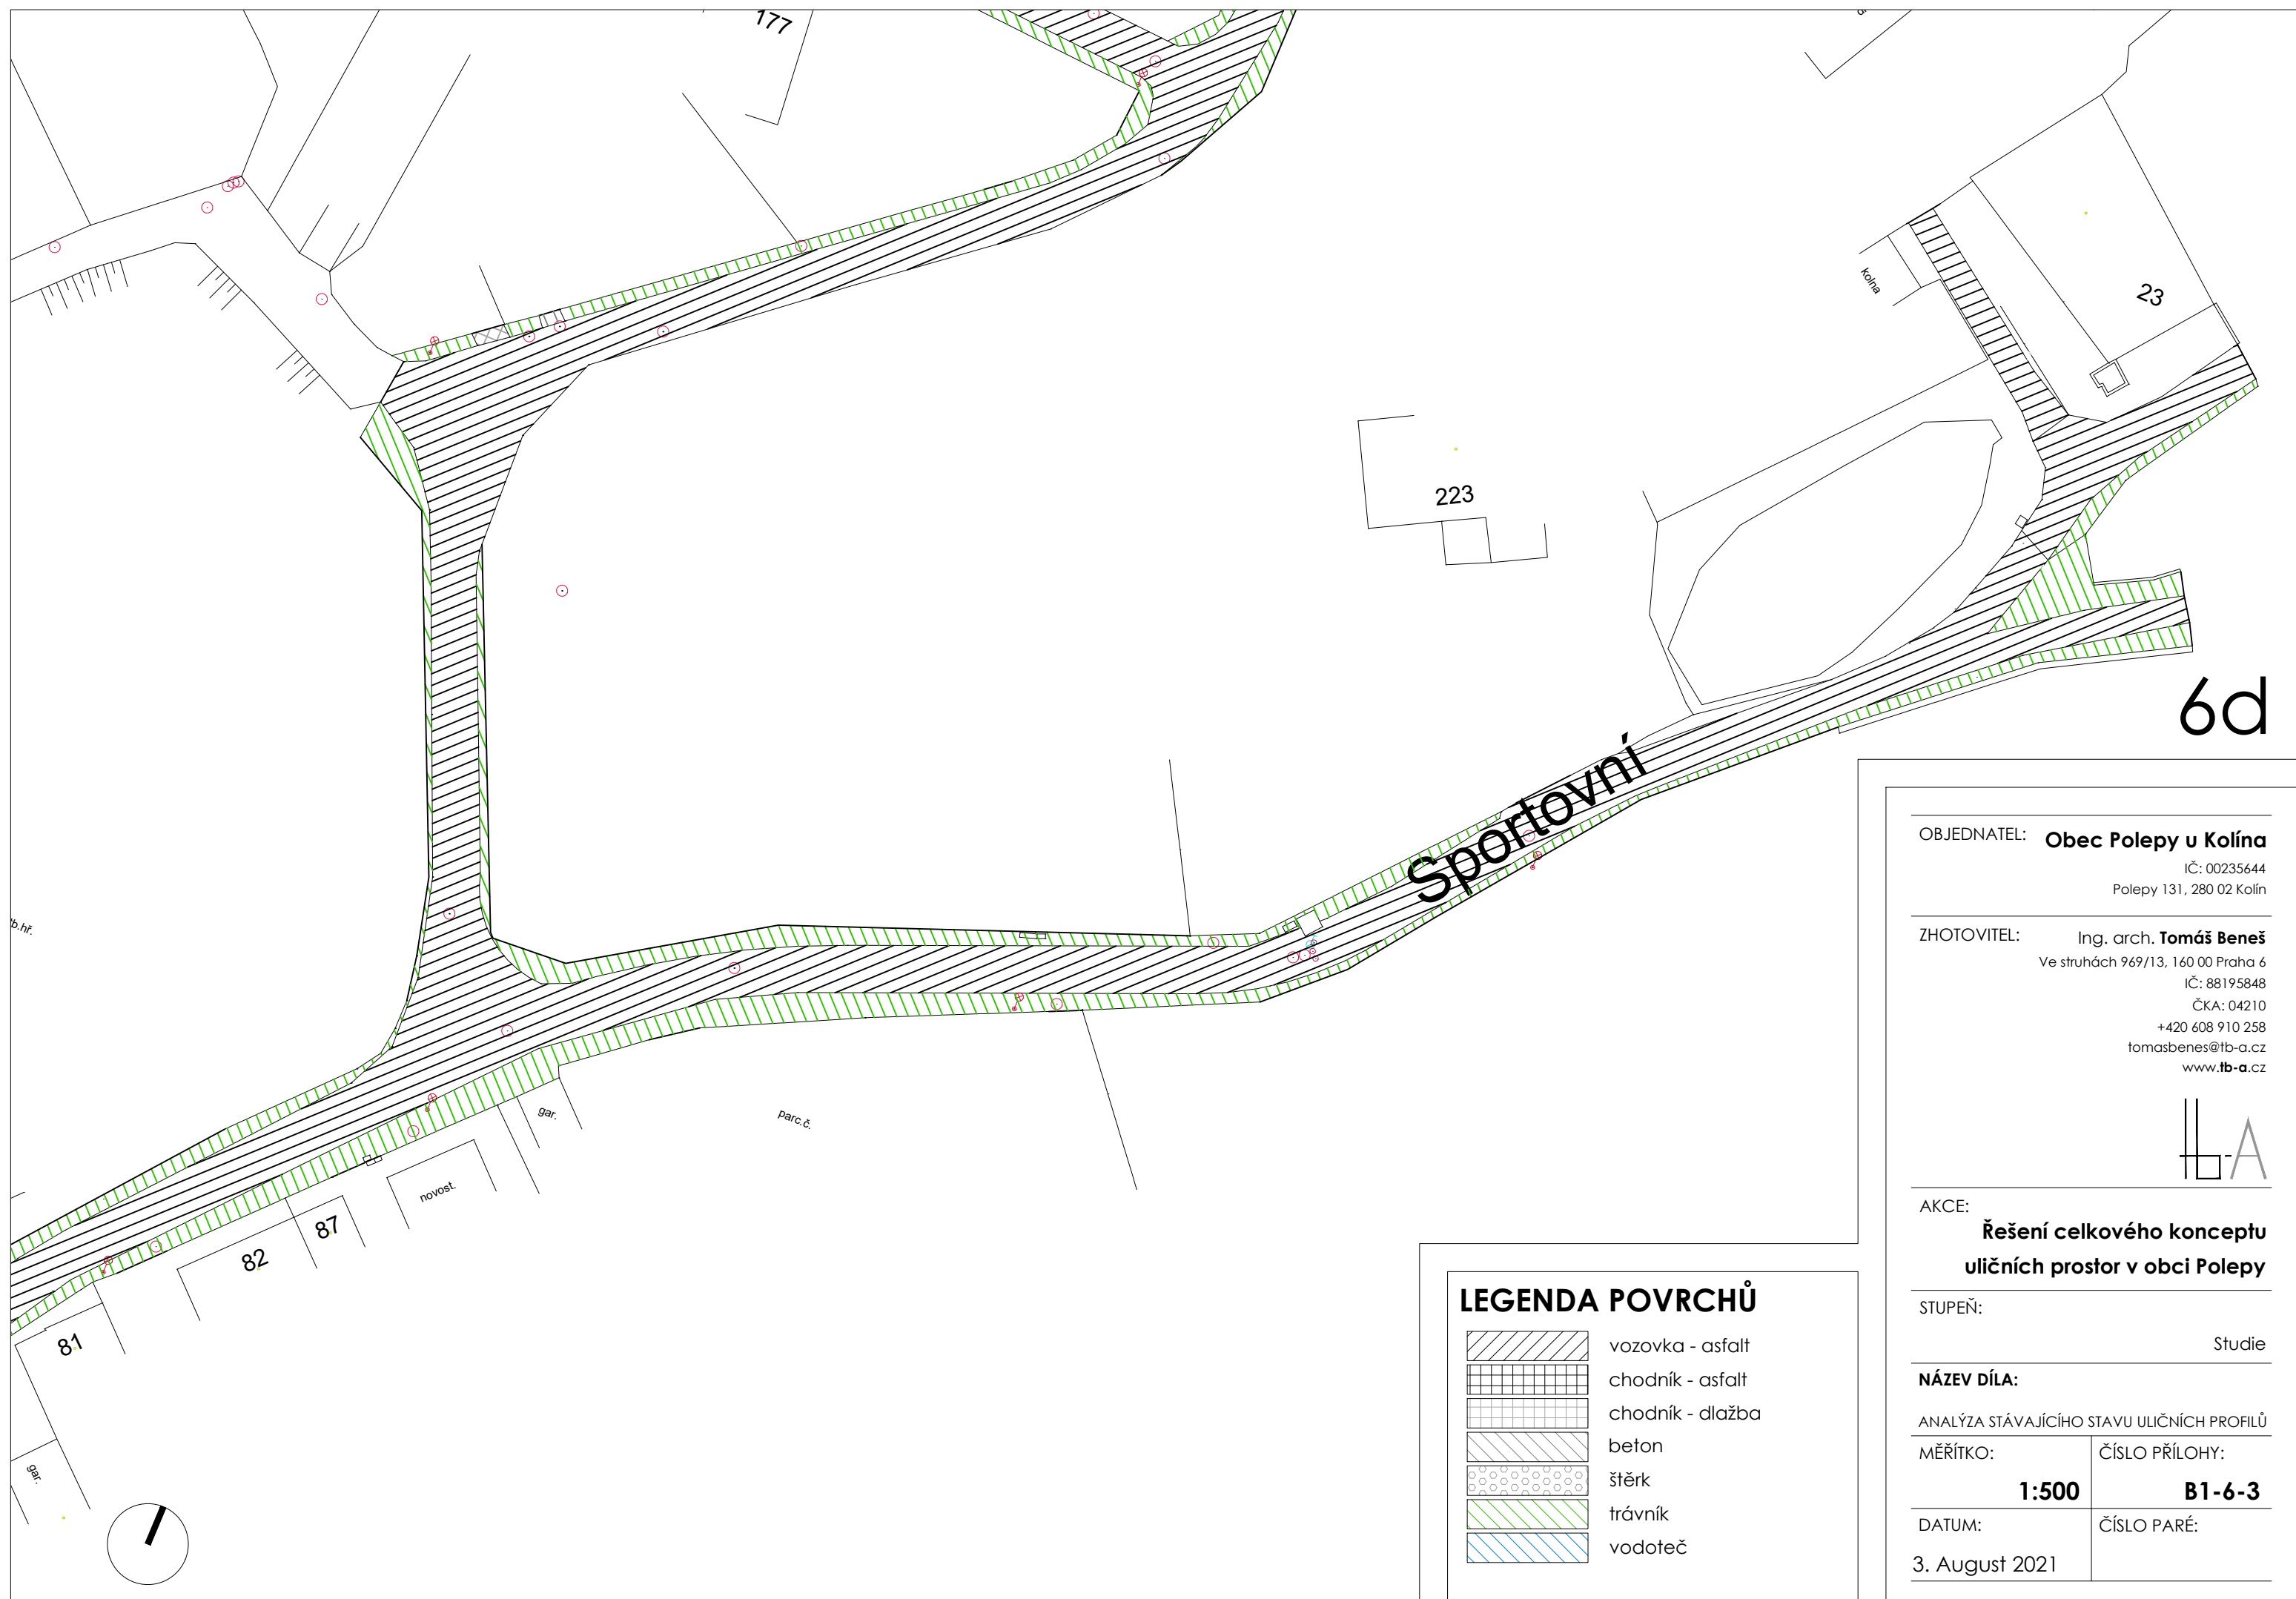 177
kolna
23
223
6d
Sportovní
b.hř.
gar.
parc.č.
novost.
87
82
81
gar.
OBJEDNATEL: Obec Polepy u Kolína
IČ: 00235644
Polepy 131, 280 02 Kolín
ZHOTOVITEL: Ing. arch. Tomáš Beneš
Ve struhách 969/13, 160 00 Praha 6
IČ: 88195848
ČKA: 04210
+420 608 910 258
tomasbenes@tb-a.cz
www.tb-a.cz
tb-A
AKCE:
Řešení celkového konceptu
uličních prostor v obci Polepy
STUPEŇ:
Studie
NÁZEV DÍLA:
ANALÝZA STÁVAJÍCÍHO STAVU ULIČNÍCH PROFILŮ
MĚŘÍTKO: ČÍSLO PŘÍLOHY:
1:500 B1-6-3
DATUM: ČÍSLO PARÉ:
3. August 2021
LEGENDA POVRCHŮ
vozovka - asfalt
chodník - asfalt
chodník - dlažba
beton
štěrk
trávník
vodoteč